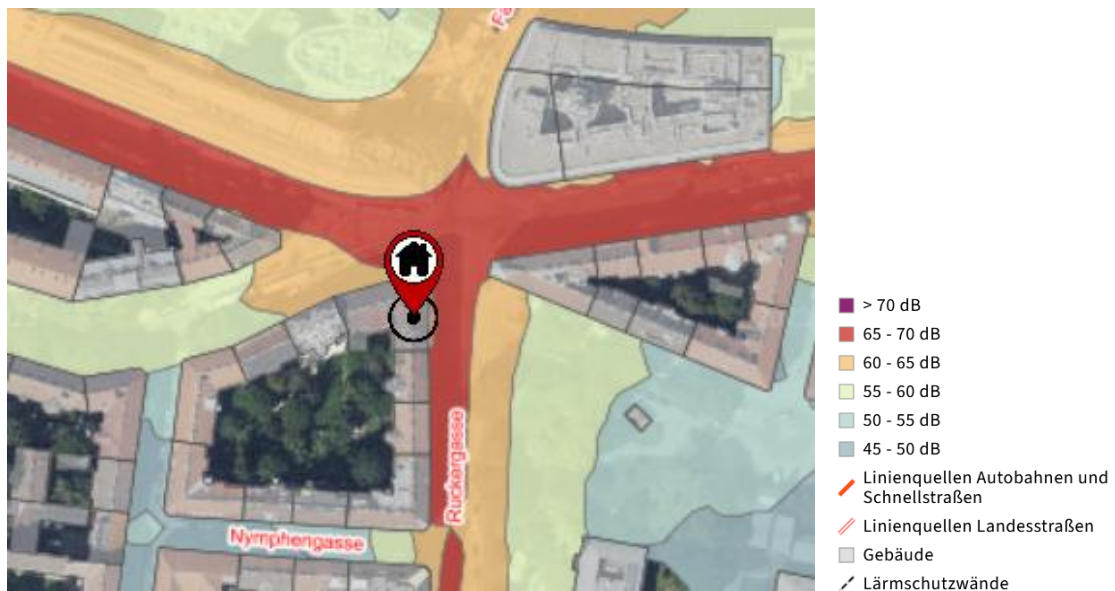 > 70 dB
65 - 70 dB
60 - 65 dB
55 - 60 dB
50 - 55 dB
45 - 50 dB
Linienquellen Autobahnen und
Schnellstraßen
Linienquellen Landesstraßen
Gebäude
Lärmschutzwände
Ruckergasse
Nymphengasse